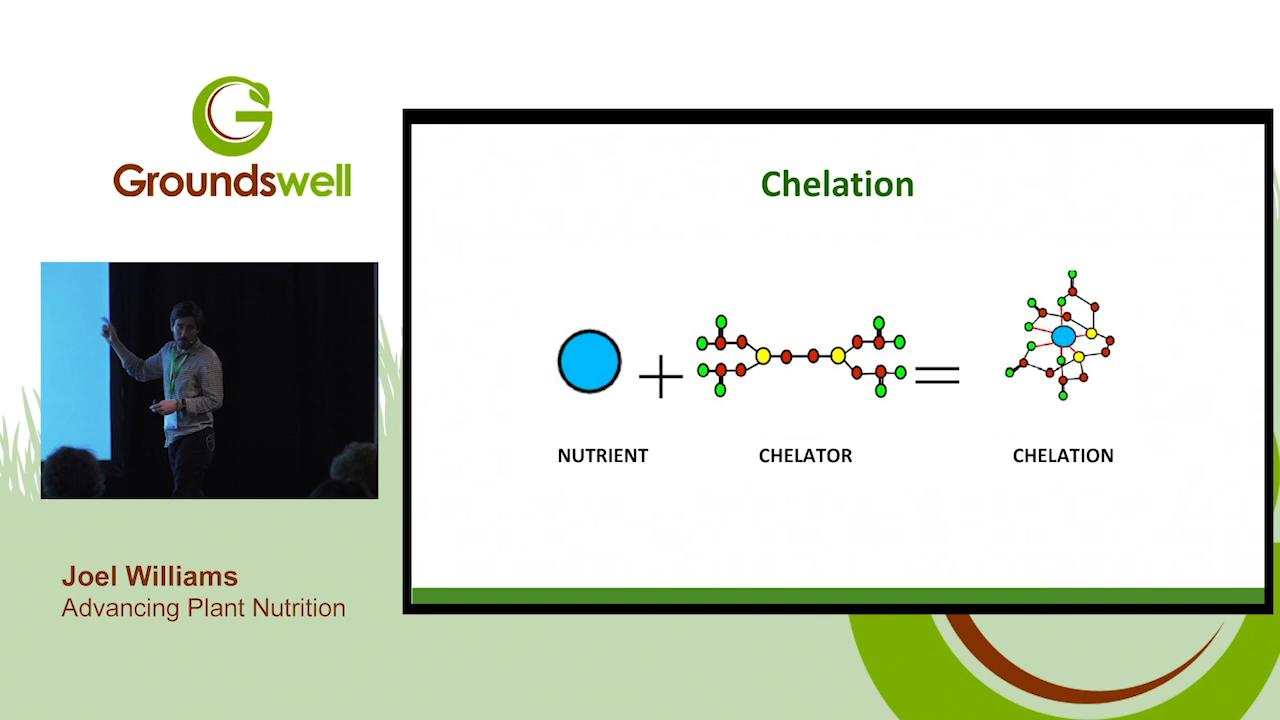 Groundswell
Chelation
NUTRIENT
CHELATOR
CHELATION
Joel Williams
Advancing Plant Nutrition